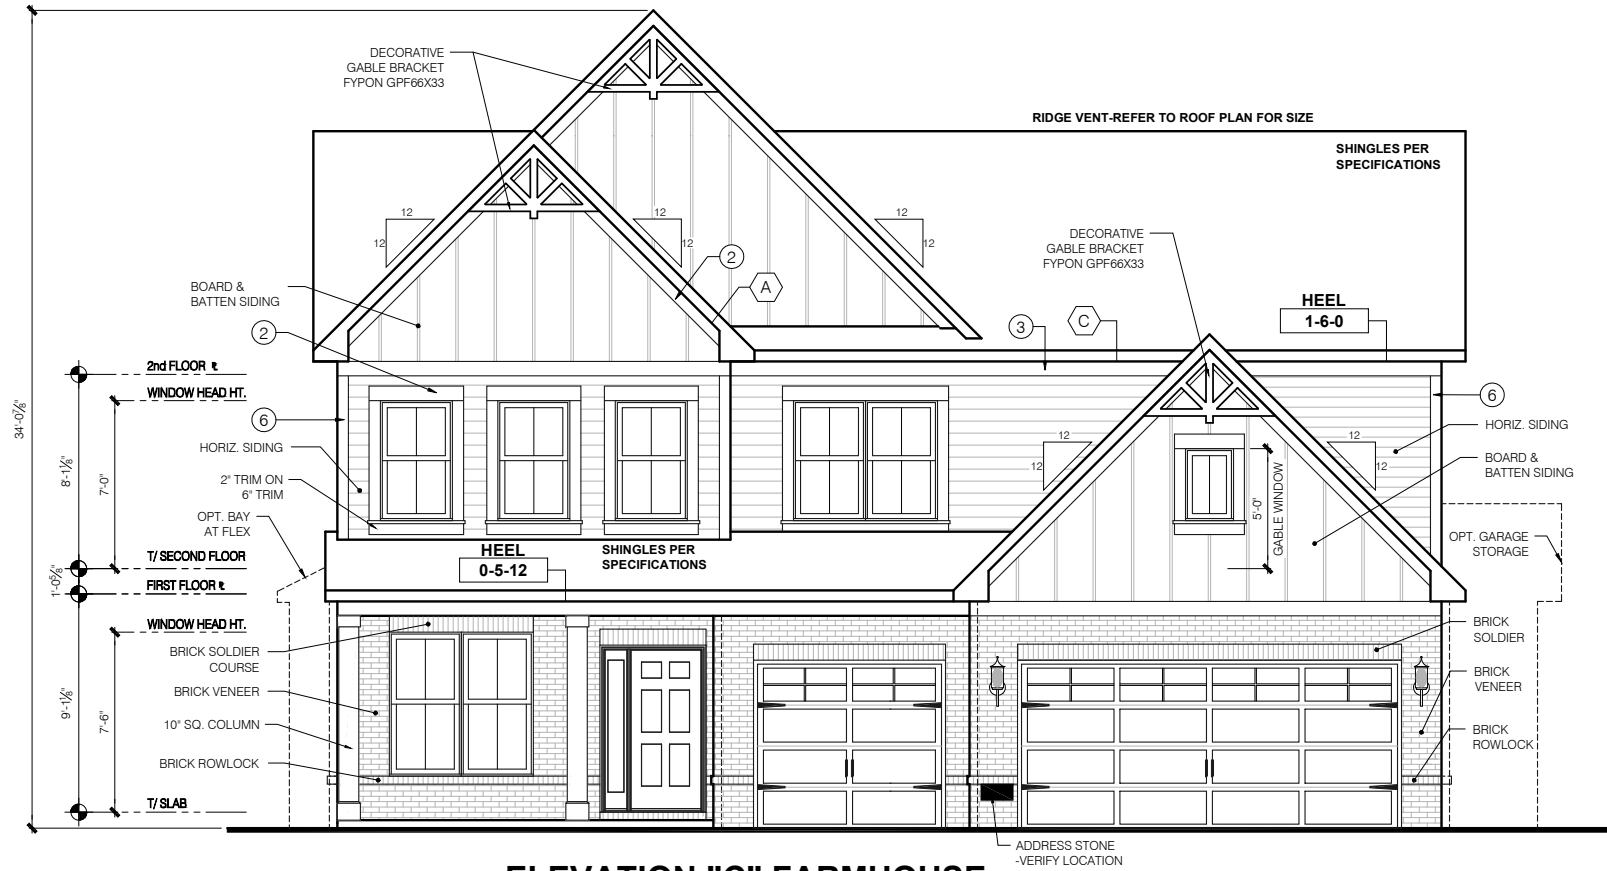 DECORATIVE
GABLE BRACKET
FYPON GPF66X33
RIDGE VENT-REFER TO ROOF PLAN FOR SIZE
SHINGLES PER
SPECIFICATIONS
12
12
12
12
12
12
DECORATIVE
GABLE BRACKET
FYPON GPF66X33
2
A
BOARD &
BATTEN SIDING
HEEL
1-6-0
2
3
C
2nd FLOOR
WINDOW HEAD HT.
34'-0⅞"
6
6
HORIZ. SIDING
HORIZ. SIDING
12
12
12
12
8'-1⅛"
7'-0"
2" TRIM ON
6" TRIM
BOARD &
BATTEN SIDING
5'-0"
GABLE WINDOW
OPT. BAY
AT FLEX
OPT. GARAGE
STORAGE
T/ SECOND FLOOR
HEEL
0-5-12
SHINGLES PER
SPECIFICATIONS
1'-0⅝"
FIRST FLOOR
WINDOW HEAD HT.
BRICK
SOLDIER
BRICK SOLDIER
COURSE
BRICK VENEER
BRICK
VENEER
9'-1⅛"
7'-6"
10" SQ. COLUMN
BRICK
ROWLOCK
BRICK ROWLOCK
T/ SLAB
ADDRESS STONE
-VERIFY LOCATION
ELEVATION "C" FARMHOUSE